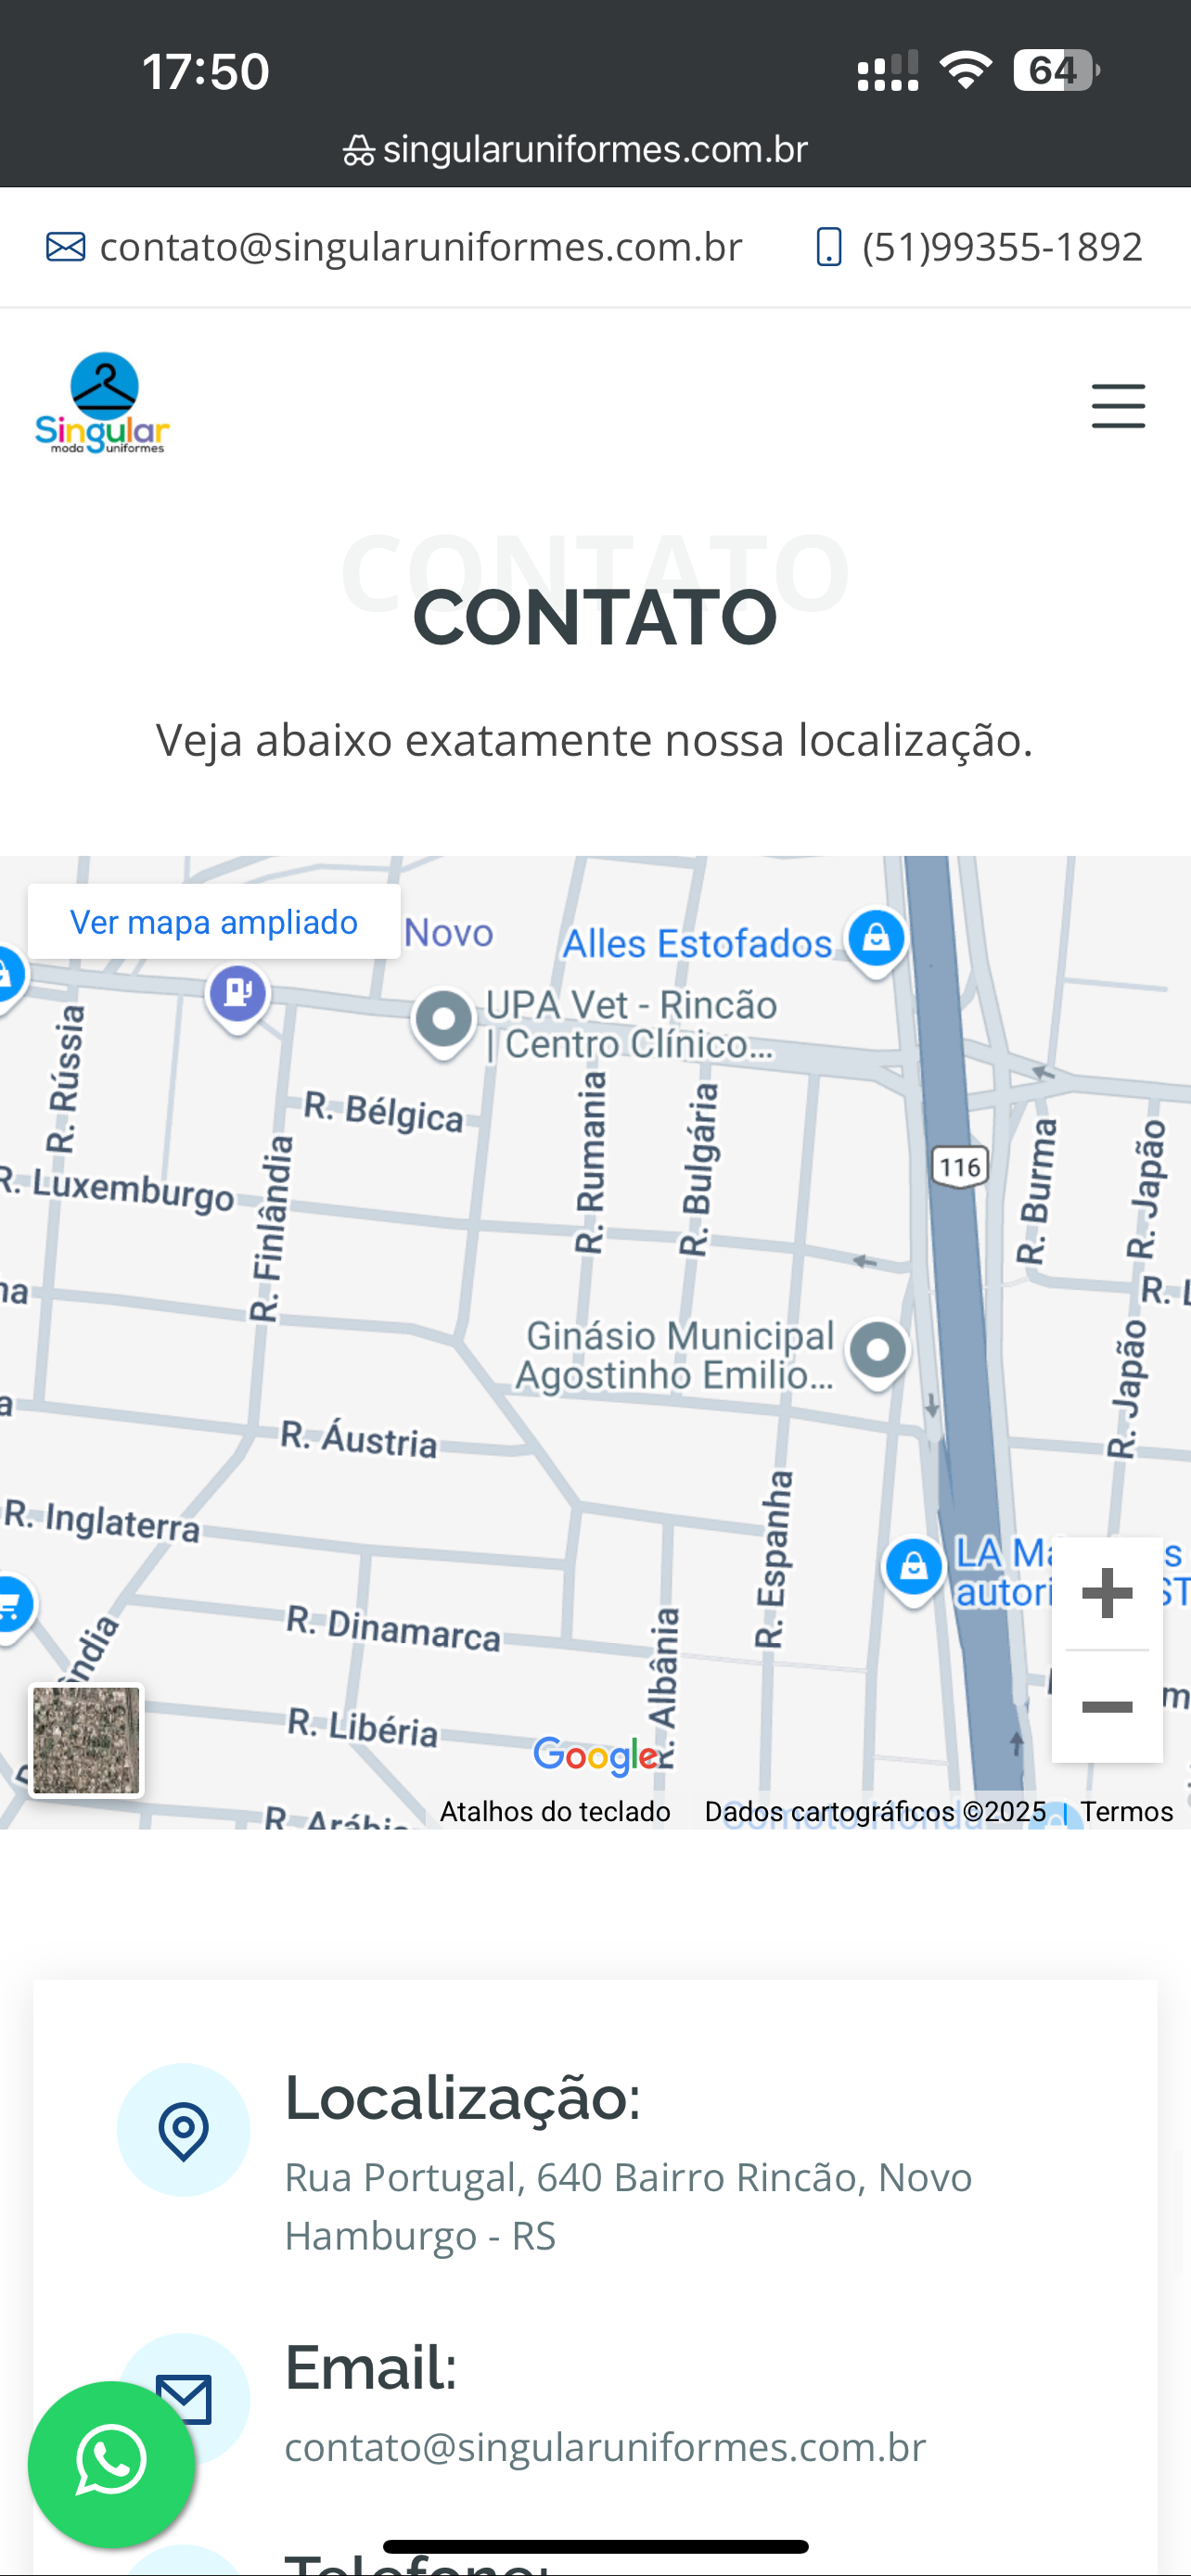 17:50
64
singularuniformes.com.br
contato@singularuniformes.com.br
(51)99355-1892
Singular
moda uniformes
CONTATO
CONTATO
Veja abaixo exatamente nossa localização.
Ver mapa ampliado
Novo
Alles Estofados
UPA Vet - Rincão
| Centro Clínico...
R. Rússia
R. Bélgica
R. Rumania
R. Bulgária
116
R. Burma
R. Japão
R. Luxemburgo
R. Finlândia
R. L
Ginásio Municipal
Agostinho Emilio...
R. Japão
R. Áustria
R. Inglaterra
R. Espanha
LA
autori
R. Dinamarca
R. Albânia
R. Libéria
Google
Atalhos do teclado
Dados cartográficos ©2025
Termos
Localização:
Rua Portugal, 640 Bairro Rincão, Novo
Hamburgo - RS
Email:
contato@singularuniformes.com.br
Telefone: